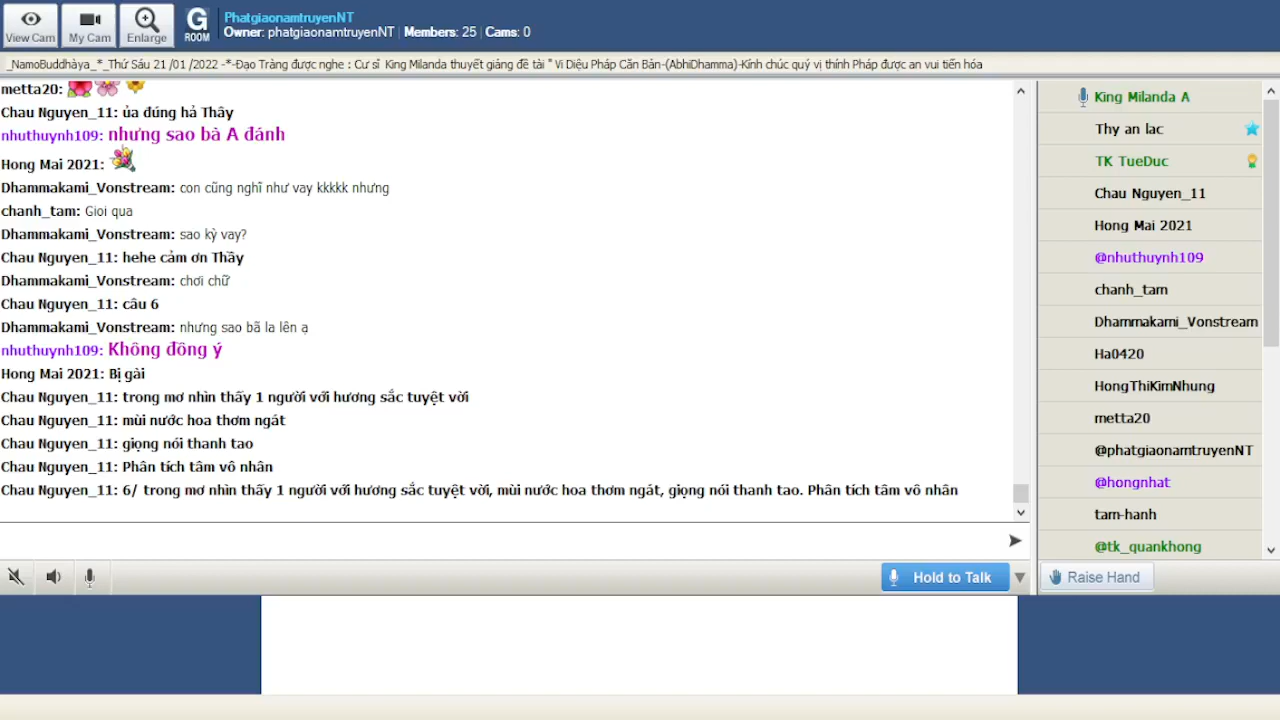 View Cam
My Cam
Enlarge
G
ROOM
PhatgiaonamtruyenNT
Owner: phatgiaonamtruyenNT | Members: 25 | Cams: 0
_NamoBuddhàya_*_Thứ Sáu 21 /01 /2022 -*-Đạo Tràng được nghe : Cư sĩ King Milanda thuyết giảng đề tài " Vi Diệu Pháp Căn Bản-(AbhiDhamma)-Kính chúc quý vị thính Pháp được an vui tiến hóa
metta20:
Chau Nguyen_11: ủa đúng hả Thầy
nhuthuynh109: nhưng sao bà A đánh
Hong Mai 2021:
Dhammakami_Vonstream: con cũng nghĩ như vay kkkkk nhưng
chanh_tam: Gioi qua
Dhammakami_Vonstream: sao kỳ vay?
Chau Nguyen_11: hehe cảm ơn Thầy
Dhammakami_Vonstream: chơi chữ
Chau Nguyen_11: câu 6
Dhammakami_Vonstream: nhưng sao bã la lên ạ
nhuthuynh109: Không đồng ý
Hong Mai 2021: Bị gài
Chau Nguyen_11: trong mơ nhìn thấy 1 người với hương sắc tuyệt vời
Chau Nguyen_11: mùi nước hoa thơm ngát
Chau Nguyen_11: giọng nói thanh tao
Chau Nguyen_11: Phân tích tâm vô nhân
Chau Nguyen_11: 6/ trong mơ nhìn thấy 1 người với hương sắc tuyệt vời, mùi nước hoa thơm ngát, giọng nói thanh tao. Phân tích tâm vô nhân
Hold to Talk
King Milanda A
Thy an lac
TK TueDuc
Chau Nguyen_11
Hong Mai 2021
@nhuthuynh109
chanh_tam
Dhammakami_Vonstream
Ha0420
HongThiKimNhung
metta20
@phatgiaonamtruyenNT
@hongnhat
tam-hanh
@tk_quankhong
Raise Hand